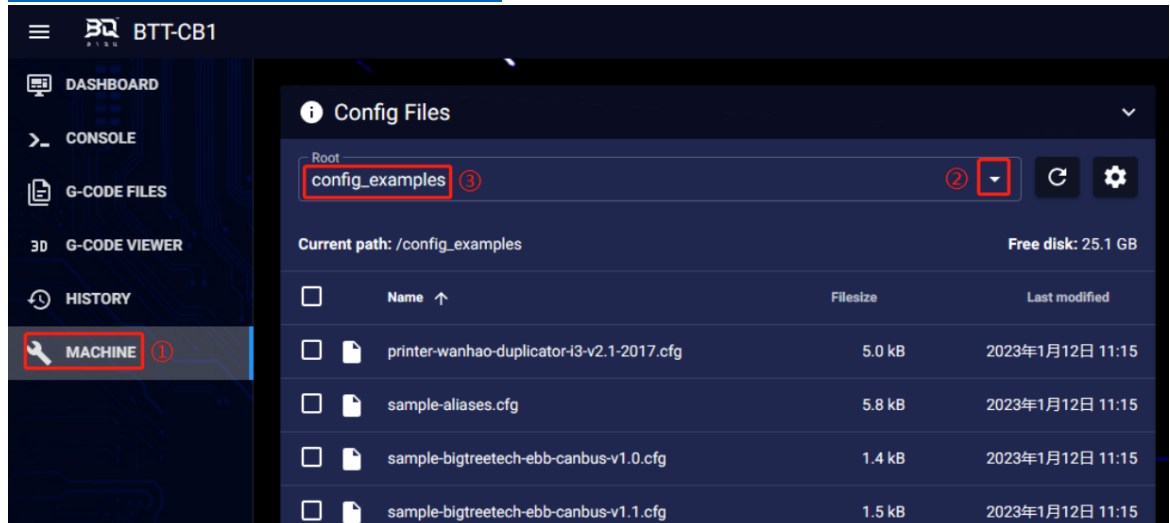 BTT-CB1
DASHBOARD
CONSOLE
G-CODE FILES
3D G-CODE VIEWER
HISTORY
MACHINE ①
Config Files
Root
config_examples ③ ②
Current path: /config_examples Free disk: 25.1 GB
Name Filesize Last modified
printer-wanhao-duplicator-i3-v2.1-2017.cfg 5.0 kB 2023年1月12日 11:15
sample-aliases.cfg 5.8 kB 2023年1月12日 11:15
sample-bigtreetech-ebb-canbus-v1.0.cfg 1.4 kB 2023年1月12日 11:15
sample-bigtreetech-ebb-canbus-v1.1.cfg 1.5 kB 2023年1月12日 11:15